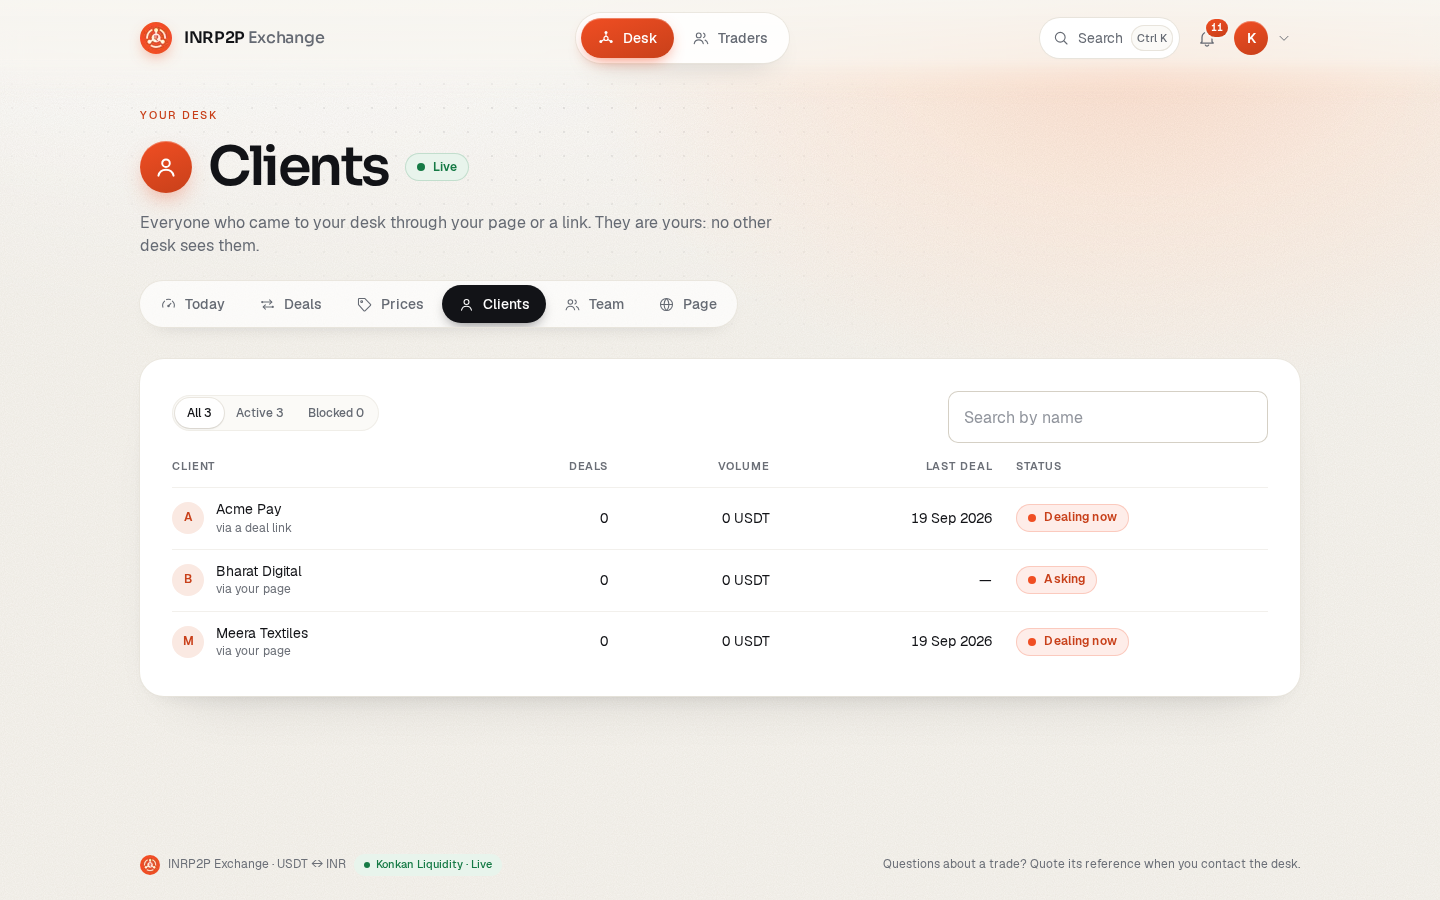 INRP2P Exchange
Desk
Traders
Search
Ctrl K
11
K
YOUR DESK
Clients
Live
Everyone who came to your desk through your page or a link. They are yours: no other
desk sees them.
Today
Deals
Prices
Clients
Team
Page
All 3
Active 3
Blocked 0
Search by name
CLIENT DEALS VOLUME LAST DEAL STATUS
A
Acme Pay
via a deal link
0
0 USDT
19 Sep 2026
Dealing now
B
Bharat Digital
via your page
0
0 USDT
—
Asking
M
Meera Textiles
via your page
0
0 USDT
19 Sep 2026
Dealing now
INRP2P Exchange · USDT ↔ INR
Konkan Liquidity · Live
Questions about a trade? Quote its reference when you contact the desk.